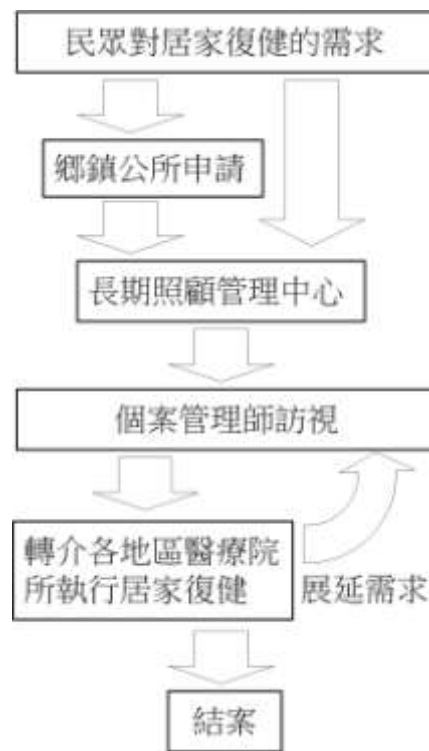 民眾對居家復健的需求
鄉鎮公所申請
長期照顧管理中心
個案管理師訪視
轉介各地區醫療院
所執行居家復健
展延需求
結案